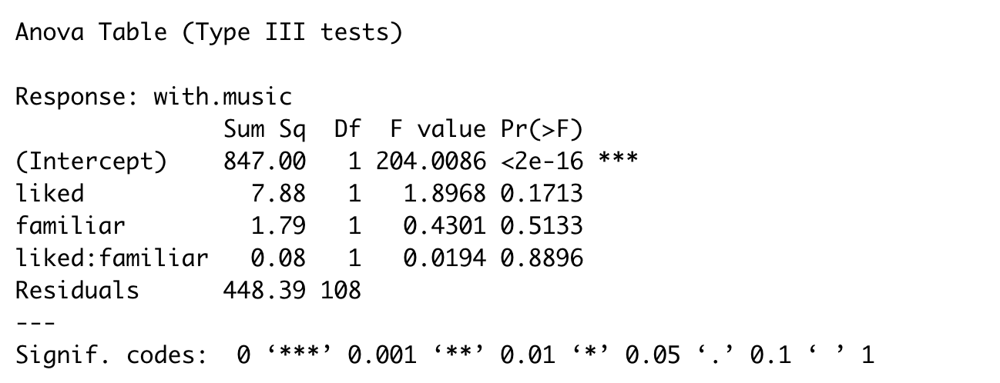 Anova Table (Type III tests)

Response: with.music
               Sum Sq  Df  F value Pr(>F)
(Intercept)    847.00   1 204.0086 <2e-16 ***
liked            7.88   1   1.8968 0.1713
familiar         1.79   1   0.4301 0.5133
liked:familiar   0.08   1   0.0194 0.8896
Residuals      448.39 108
---
Signif. codes:  0 ‘***’ 0.001 ‘**’ 0.01 ‘*’ 0.05 ‘.’ 0.1 ‘ ’ 1